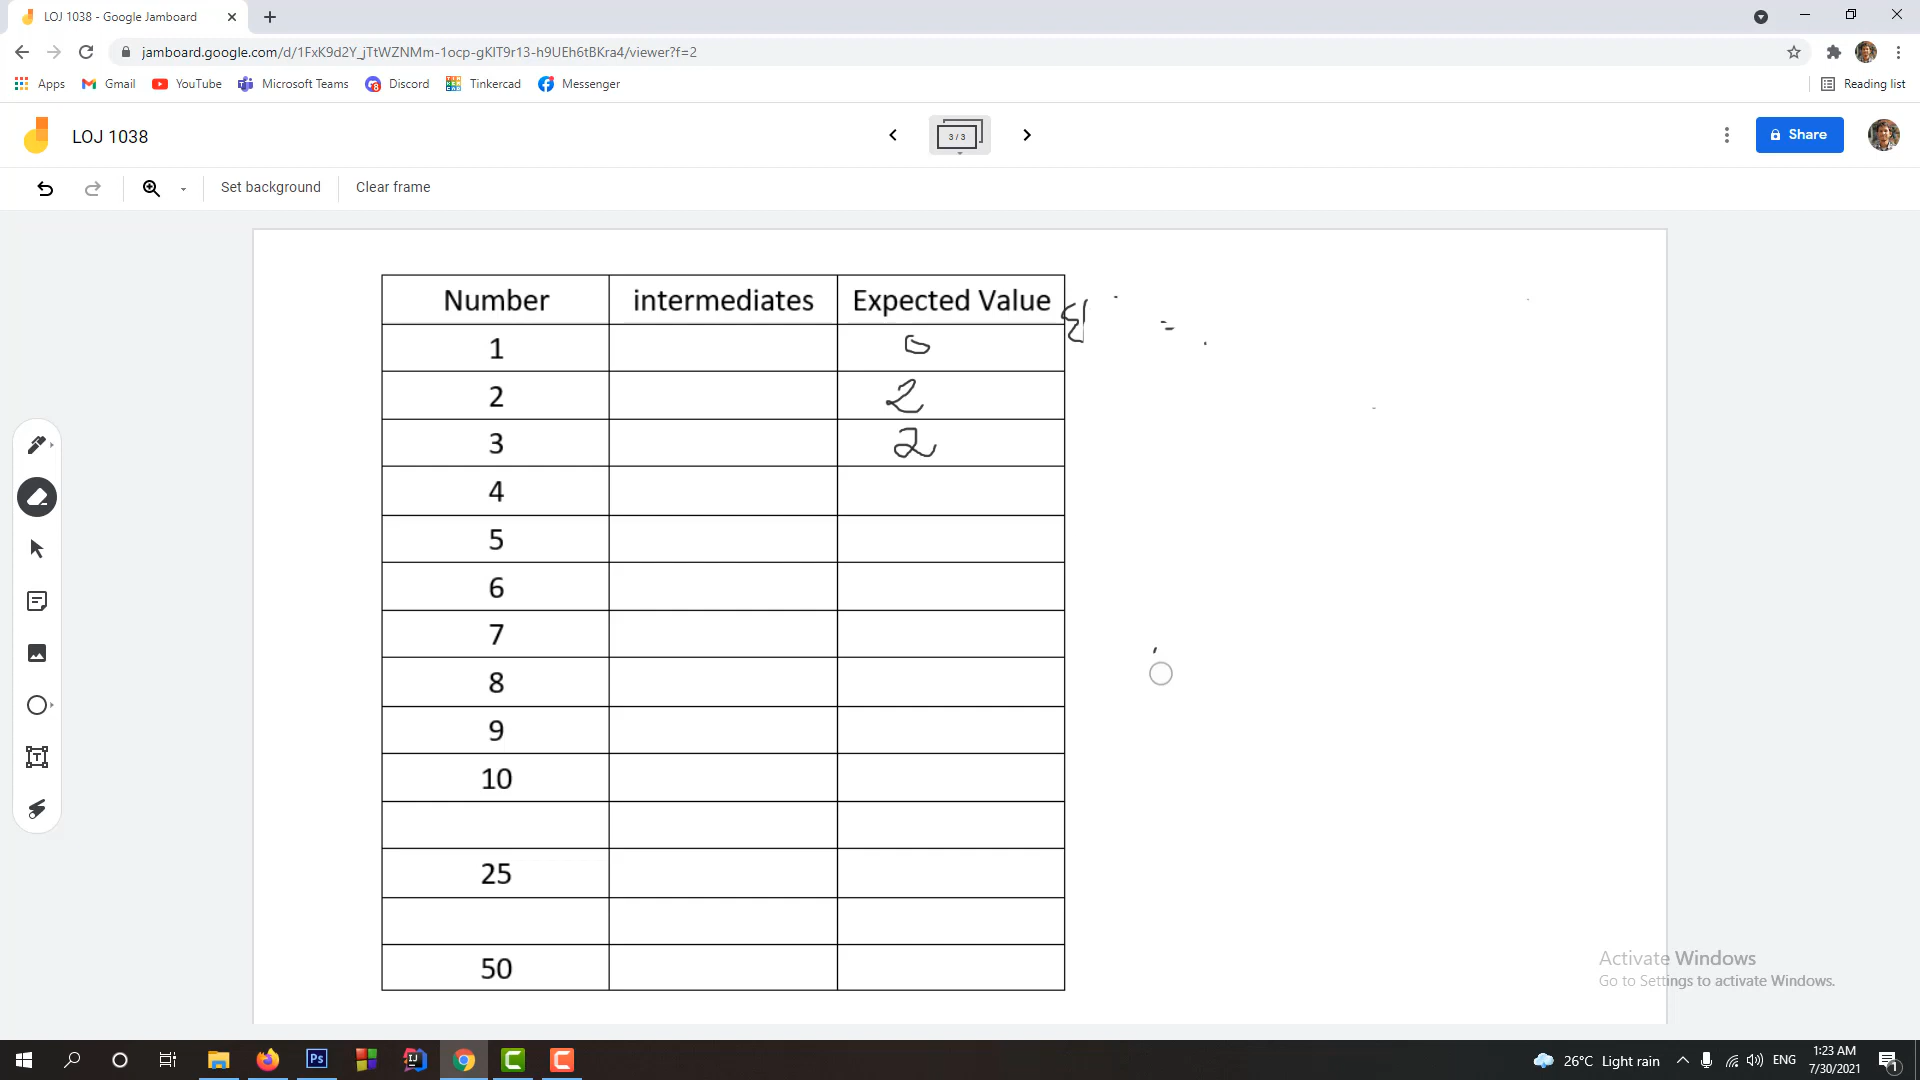 LOJ 1038 - Google Jamboard
jamboard.google.com/d/1FxK9d2Y_jTtWZNMm-1ocp-gKIT9r13-h9UEh6tBKra4/viewer?f=2
Apps Gmail YouTube Microsoft Teams Discord Tinkercad Messenger Reading list
LOJ 1038 3 / 3 Share
Set background Clear frame
Number intermediates Expected Value
1 0
2 2
3 2
4
5
6
7
8
9
10
25
50
Activate Windows
Go to Settings to activate Windows.
26°C Light rain ENG 1:23 AM
7/30/2021